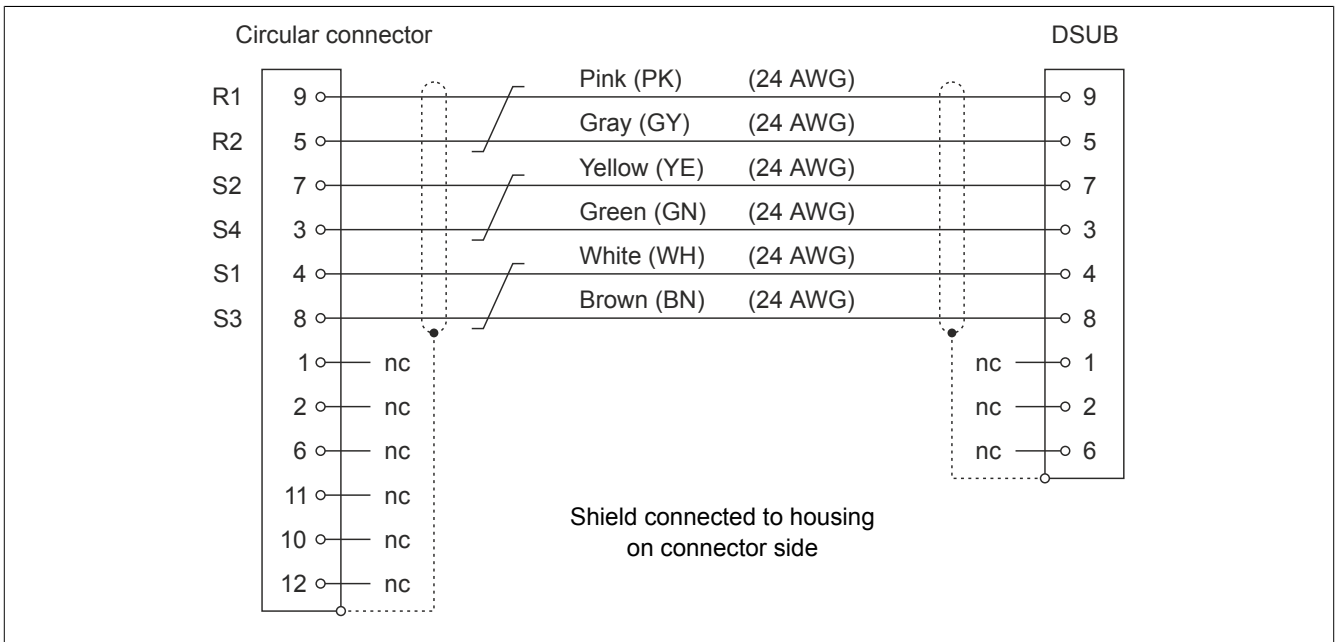 Circular connector DSUB
R1 9 Pink (PK) (24 AWG) 9
R2 5 Gray (GY) (24 AWG) 5
S2 7 Yellow (YE) (24 AWG) 7
S4 3 Green (GN) (24 AWG) 3
S1 4 White (WH) (24 AWG) 4
S3 8 Brown (BN) (24 AWG) 8
1 nc nc 1
2 nc nc 2
6 nc nc 6
11 nc
Shield connected to housing
10 nc
on connector side
12 nc